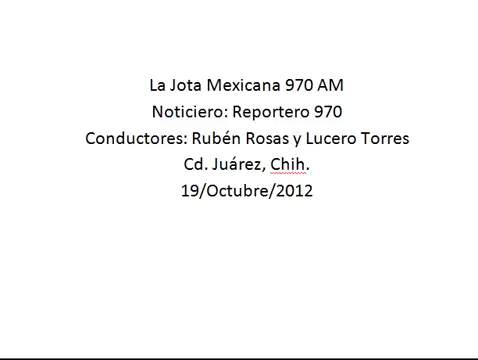 La Jota Mexicana 970 AM
Noticiero: Reportero 970
Conductores: Rubén Rosas y Lucero Torres
Cd. Juárez, Chih.
19/Octubre/2012